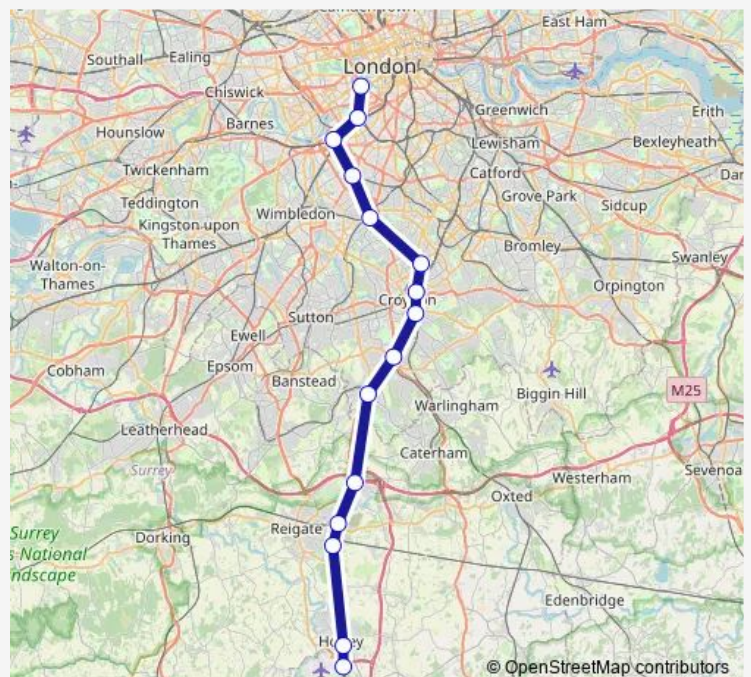 East Ham
Southall
Ealing
London
Chiswick
Greenwich
Erith
Hounslow
Barnes
Lewisham
Bexleyheath
Twickenham
Catford
Teddington
Grove Park
Sidcup
Wimbledon
Kingston upon
Thames
Bromley
Swanley
Walton-on-
Thames
Orpington
Sutton
Ewell
Epsom
Cobham
Banstead
Biggin Hill
M25
Warlingham
Leatherhead
Caterham
Surrey
Westerham
Oxted
Reigate
Dorking
Surrey
s National
ndscape
Edenbridge
© OpenStreetMap contributors